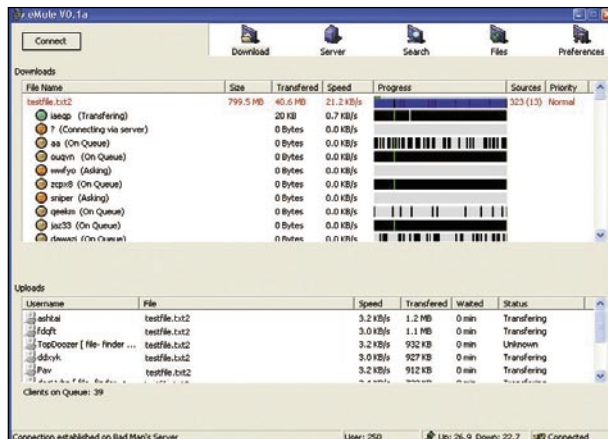 eMule V0.1a
Connect
Download Server Search Files Preferences
Downloads
File Name Size Transfered Speed Progress Sources Priority
testfile.txt2 799.5 MB 40.6 MB 21.2 KB/s 323 (13) Normal
iaeqp (Transfering) 20 KB 0.7 KB/s
? (Connecting via server) 0 Bytes 0.0 KB/s
aa (On Queue) 0 Bytes 0.0 KB/s
ouqvn (On Queue) 0 Bytes 0.0 KB/s
wwfyo (Asking) 0 Bytes 0.0 KB/s
zcpx8 (On Queue) 0 Bytes 0.0 KB/s
sniper (Asking) 0 Bytes 0.0 KB/s
qeekm (On Queue) 0 Bytes 0.0 KB/s
jaz33 (On Queue) 0 Bytes 0.0 KB/s
dawazi (On Queue) 0 Bytes 0.0 KB/s
Uploads
Username File Speed Transfered Waited Status
ashtai testfile.txt2 3.2 KB/s 1.2 MB 0 min Transfering
fdqft testfile.txt2 3.0 KB/s 1.1 MB 0 min Transfering
TopDoozer [ file- finder ... testfile.txt2 3.2 KB/s 932 KB 0 min Unknown
ddxyk testfile.txt2 3.0 KB/s 927 KB 0 min Transfering
Pav testfile.txt2 3.2 KB/s 912 KB 0 min Transfering
Clients on Queue: 39
Connection established on Bad Man's Server User: 250 Up: 26.9 Down: 22.7 Connected